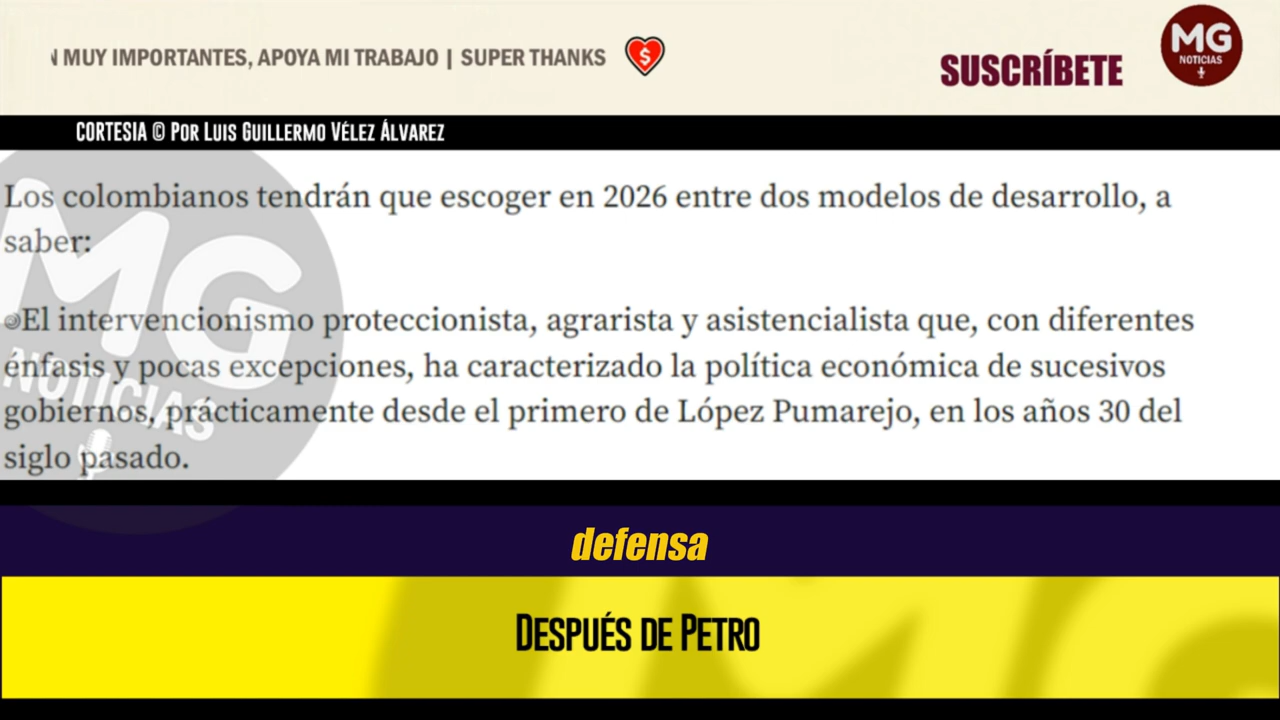 MUY IMPORTANTES, APOYA MI TRABAJO | SUPER THANKS
SUSCRÍBETE
MG
NOTICIAS
CORTESIA © Por Luis Guillermo Vélez Álvarez
Los colombianos tendrán que escoger en 2026 entre dos modelos de desarrollo, a
saber:
El intervencionismo proteccionista, agrarista y asistencialista que, con diferentes
énfasis y pocas excepciones, ha caracterizado la política económica de sucesivos
gobiernos, prácticamente desde el primero de López Pumarejo, en los años 30 del
siglo pasado.
MG
NOTICIAS
defensa
Después de Petro